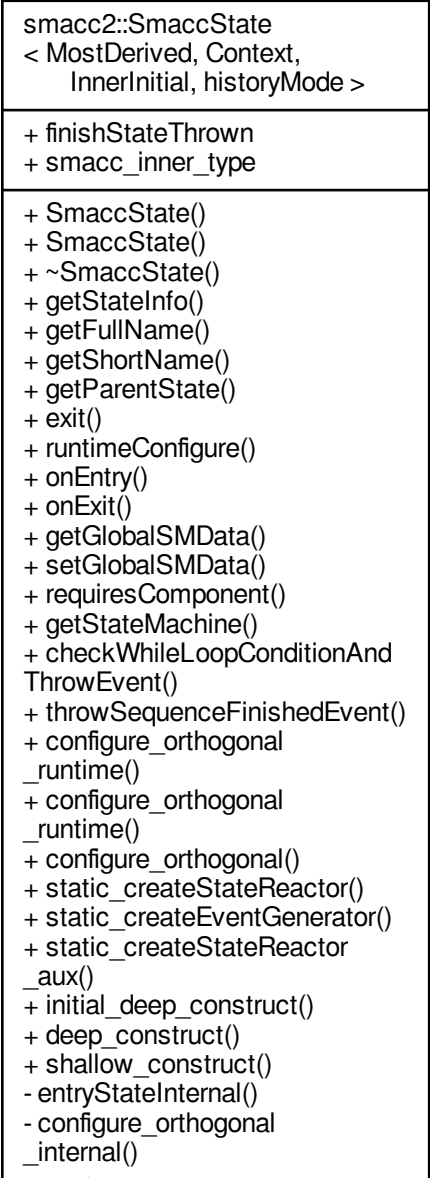 smacc2::SmaccState
< MostDerived, Context,
InnerInitial, historyMode >
+ finishStateThrown
+ smacc_inner_type
+ SmaccState()
+ SmaccState()
+ ~SmaccState()
+ getStateInfo()
+ getFullName()
+ getShortName()
+ getParentState()
+ exit()
+ runtimeConfigure()
+ onEntry()
+ onExit()
+ getGlobalSMData()
+ setGlobalSMData()
+ requiresComponent()
+ getStateMachine()
+ checkWhileLoopConditionAnd
ThrowEvent()
+ throwSequenceFinishedEvent()
+ configure_orthogonal
_runtime()
+ configure_orthogonal
_runtime()
+ configure_orthogonal()
+ static_createStateReactor()
+ static_createEventGenerator()
+ static_createStateReactor
_aux()
+ initial_deep_construct()
+ deep_construct()
+ shallow_construct()
- entryStateInternal()
- configure_orthogonal
_internal()